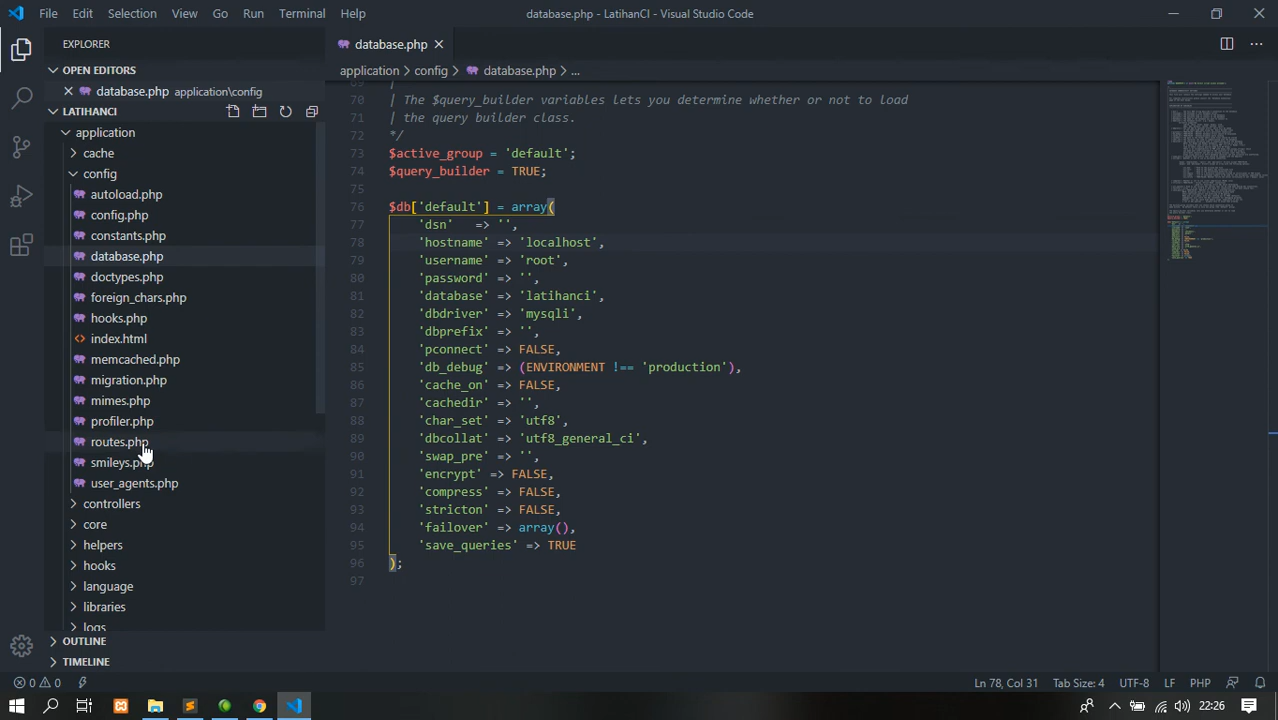 File Edit Selection View Go Run Terminal Help
database.php - LatihanCI - Visual Studio Code
EXPLORER
OPEN EDITORS
database.php application\config
LATIHANCI
application
cache
config
autoload.php
config.php
constants.php
database.php
doctypes.php
foreign_chars.php
hooks.php
index.html
memcached.php
migration.php
mimes.php
profiler.php
routes.php
smileys.php
user_agents.php
controllers
core
helpers
hooks
language
libraries
logs
OUTLINE
TIMELINE
database.php
application > config > database.php > ...
69 |
70 | The $query_builder variables lets you determine whether or not to load
71 | the query builder class.
72 */
73 $active_group = 'default';
74 $query_builder = TRUE;
75
76 $db['default'] = array(
77 'dsn' => '',
78 'hostname' => 'localhost',
79 'username' => 'root',
80 'password' => '',
81 'database' => 'latihanci',
82 'dbdriver' => 'mysqli',
83 'dbprefix' => '',
84 'pconnect' => FALSE,
85 'db_debug' => (ENVIRONMENT !== 'production'),
86 'cache_on' => FALSE,
87 'cachedir' => '',
88 'char_set' => 'utf8',
89 'dbcollat' => 'utf8_general_ci',
90 'swap_pre' => '',
91 'encrypt' => FALSE,
92 'compress' => FALSE,
93 'stricton' => FALSE,
94 'failover' => array(),
95 'save_queries' => TRUE
96 );
97
0 0
Ln 78, Col 31 Tab Size: 4 UTF-8 LF PHP
22:26